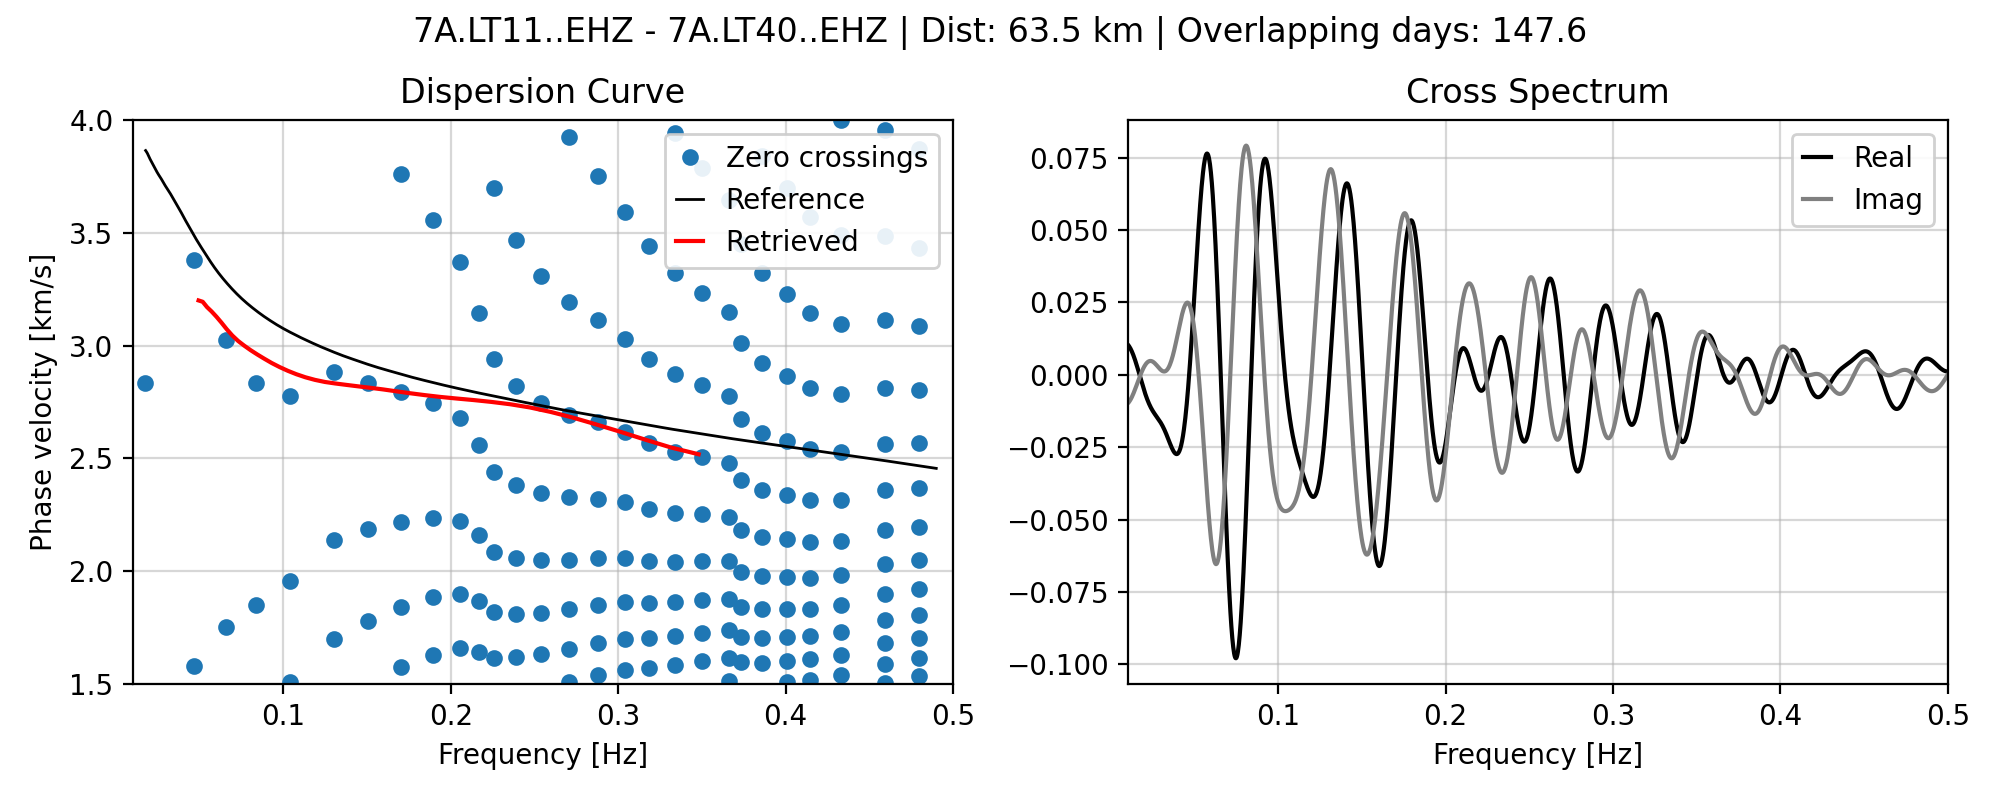 7A.LT11..EHZ - 7A.LT40..EHZ | Dist: 63.5 km | Overlapping days: 147.6
Dispersion Curve
Phase velocity [km/s]
4.0
3.5
3.0
2.5
2.0
1.5
Zero crossings
Reference
Retrieved
0.1
0.2
0.3
0.4
0.5
Frequency [Hz]
Cross Spectrum
0.075
0.050
0.025
0.000
−0.025
−0.050
−0.075
−0.100
Real
Imag
0.1
0.2
0.3
0.4
0.5
Frequency [Hz]